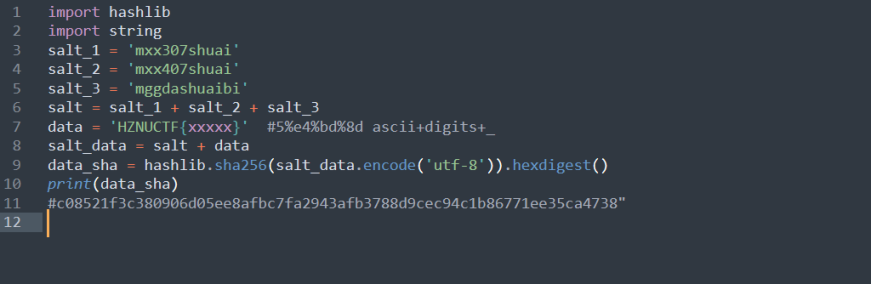 1 import hashlib
2 import string
3 salt_1 = 'mxx307shuai'
4 salt_2 = 'mxx407shuai'
5 salt_3 = 'mggdashuaibi'
6 salt = salt_1 + salt_2 + salt_3
7 data = 'HZNUCTF{xxxxx}'  #5%e4%bd%8d ascii+digits+_
8 salt_data = salt + data
9 data_sha = hashlib.sha256(salt_data.encode('utf-8')).hexdigest()
10 print(data_sha)
11 #c08521f3c380906d05ee8afbc7fa2943afb3788d9cec94c1b86771ee35ca4738"
12